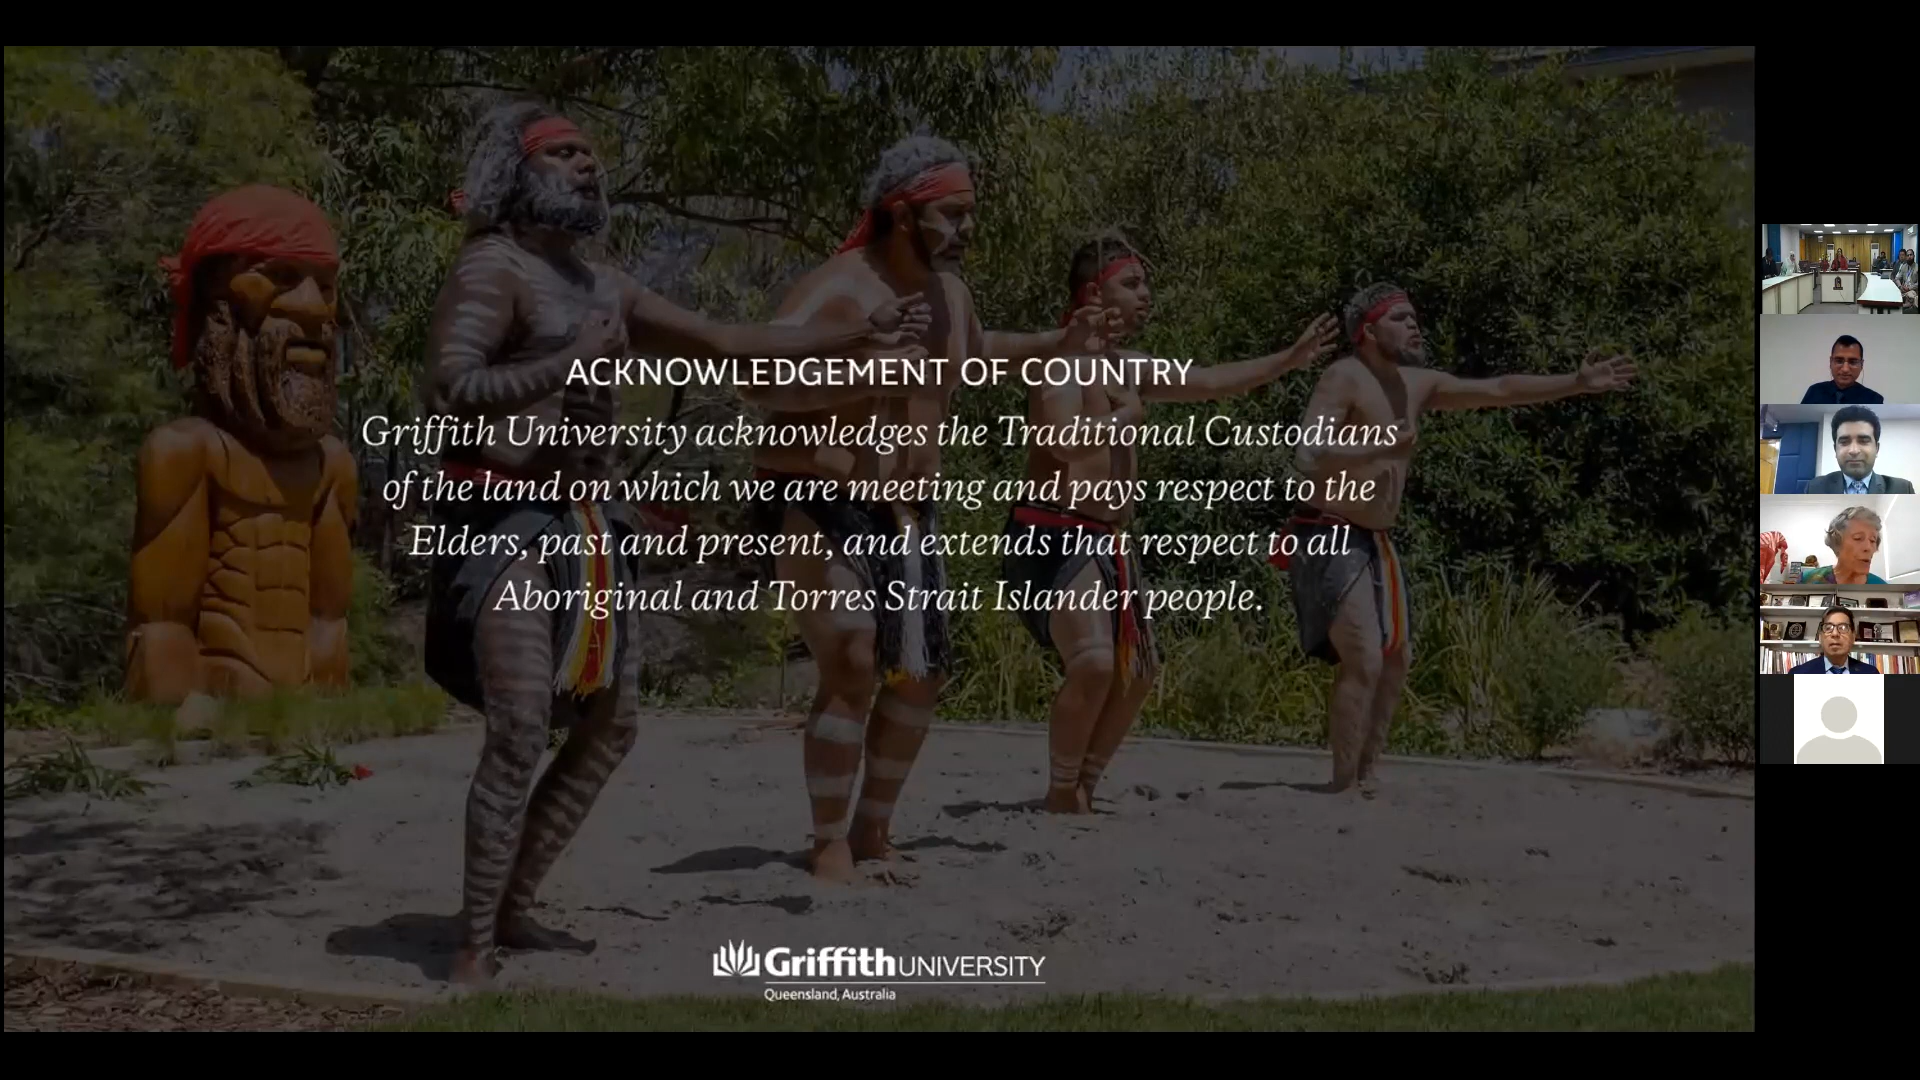 ACKNOWLEDGEMENT OF COUNTRY
Griffith University acknowledges the Traditional Custodians
of the land on which we are meeting and pays respect to the
Elders, past and present, and extends that respect to all
Aboriginal and Torres Strait Islander people.
Griffith UNIVERSITY
Queensland, Australia